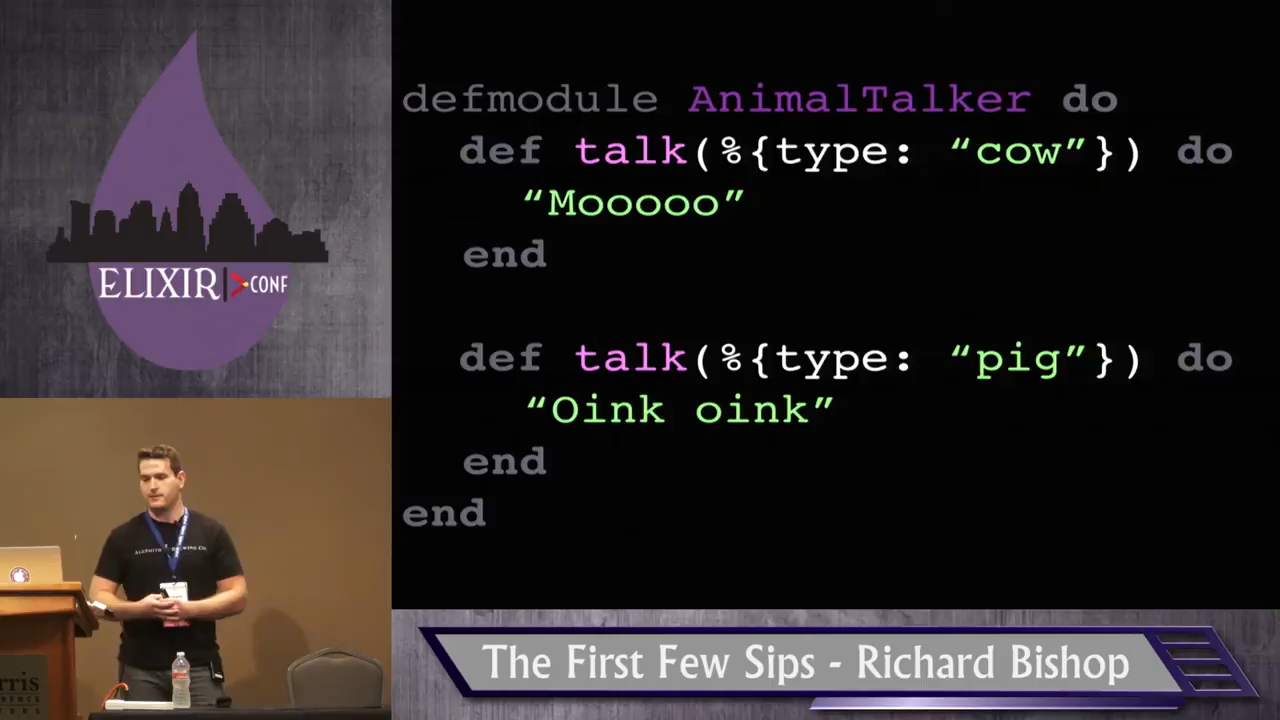 ELIXIR|>CONF
defmodule AnimalTalker do
def talk(%{type: “cow”}) do
“Mooooo”
end
def talk(%{type: “pig”}) do
“Oink oink”
end
end
The First Few Sips - Richard Bishop